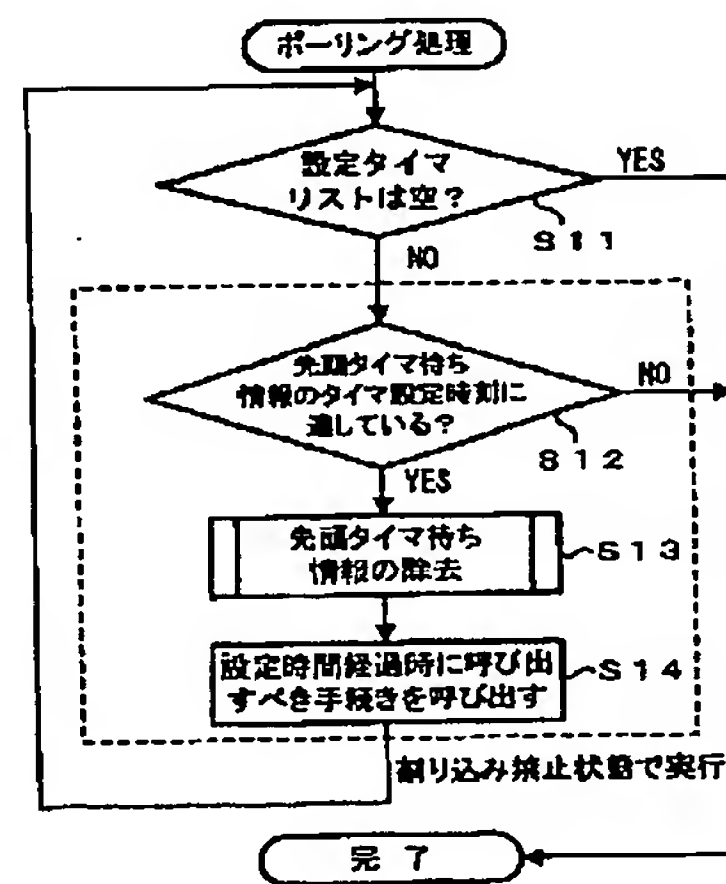 ポーリング処理
設定タイマ
リストは空？
YES
S11
NO
先頭タイマ待ち
情報のタイマ設定時刻に
達している？
NO
S12
YES
先頭タイマ待ち
情報の除去
S13
設定時間経過時に呼び出
すべき手続きを呼び出す
S14
割り込み禁止状態で実行
完了